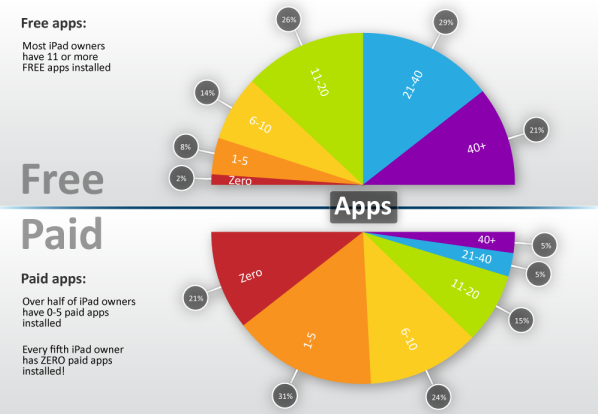 Free apps:
Most iPad owners
have 11 or more
FREE apps installed
26%
29%
14%
11-20
21-40
6-10
21%
8%
1-5
40+
2%
Zero
Free
Apps
Paid
40+
5%
21-40
5%
Zero
11-20
21%
15%
1-5
6-10
31%
24%
Paid apps:
Over half of iPad owners
have 0-5 paid apps
installed
Every fifth iPad owner
has ZERO paid apps
installed!